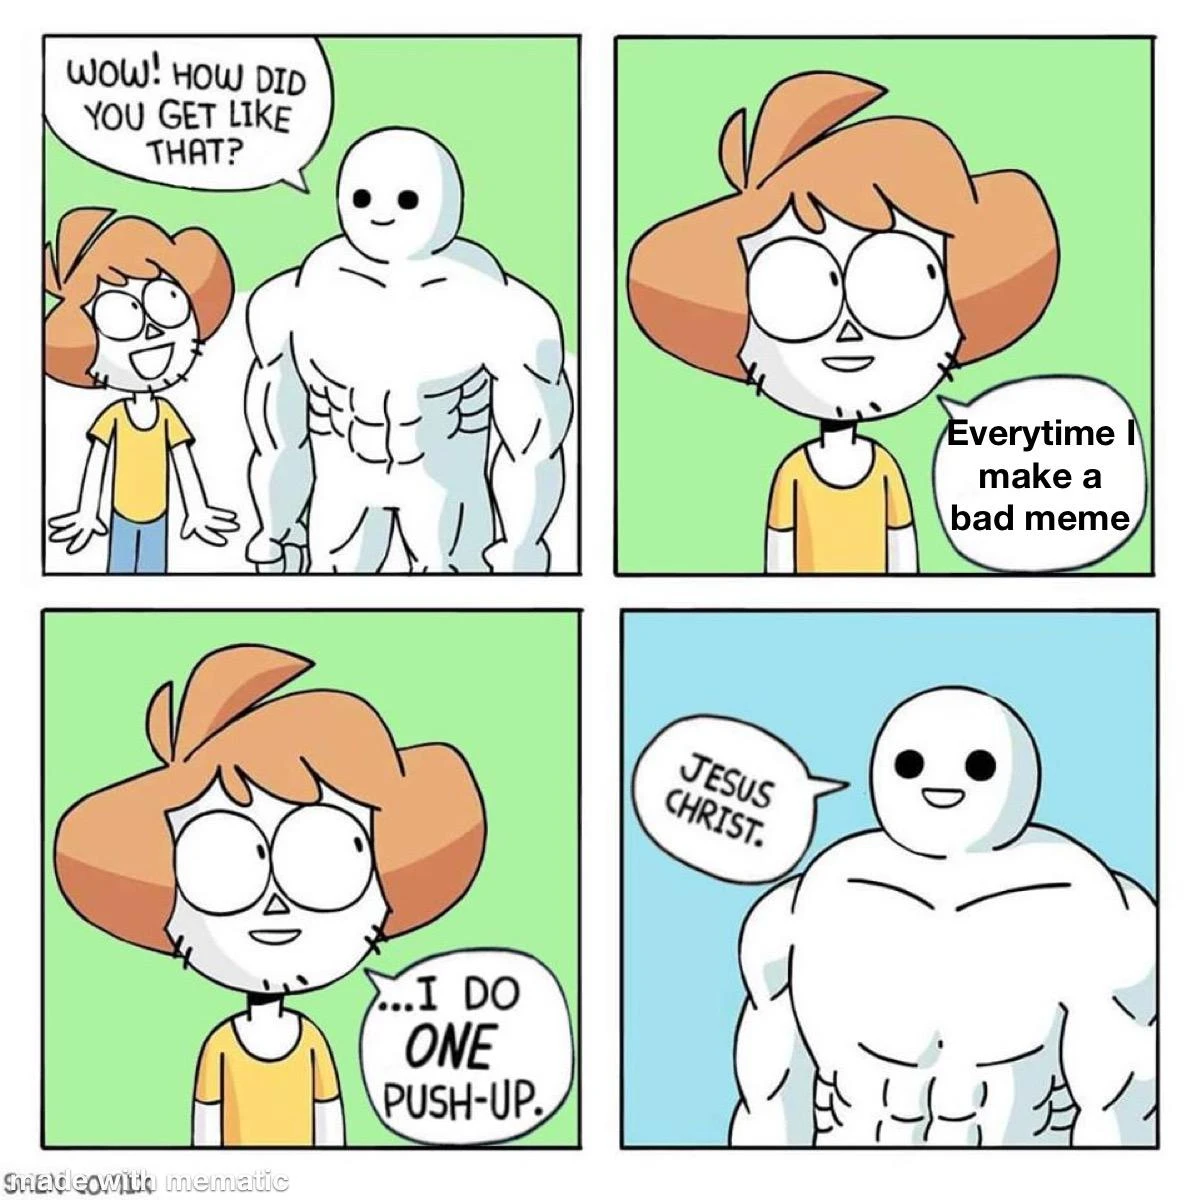 WOW! HOW DID
YOU GET LIKE
THAT?
Everytime I
make a
bad meme
...I DO
ONE
PUSH-UP.
JESUS
CHRIST.
made with mematic